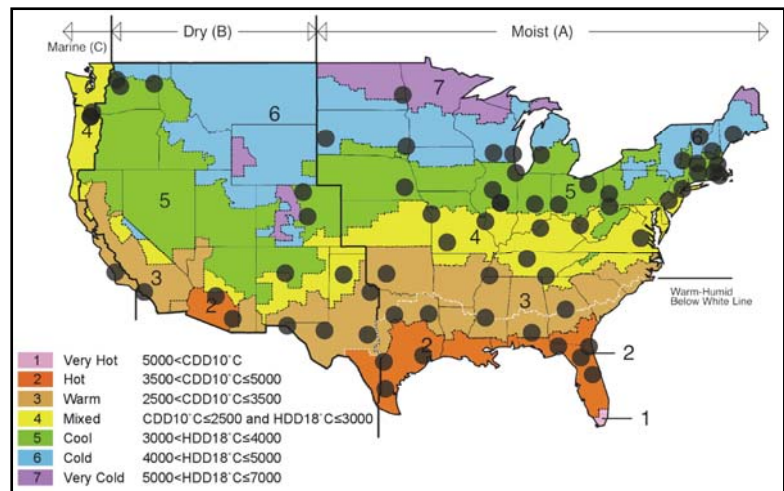 Marine (C)
Dry (B)
Moist (A)
6
4
5
3
2
7
6
5
4
3
Warm-Humid
Below White Line
2
2
1
1 Very Hot 5000<CDD10˚C
2 Hot 3500<CDD10˚C≤5000
3 Warm 2500<CDD10˚C≤3500
4 Mixed CDD10˚C≤2500 and HDD18˚C≤3000
5 Cool 3000<HDD18˚C≤4000
6 Cold 4000<HDD18˚C≤5000
7 Very Cold 5000<HDD18˚C≤7000